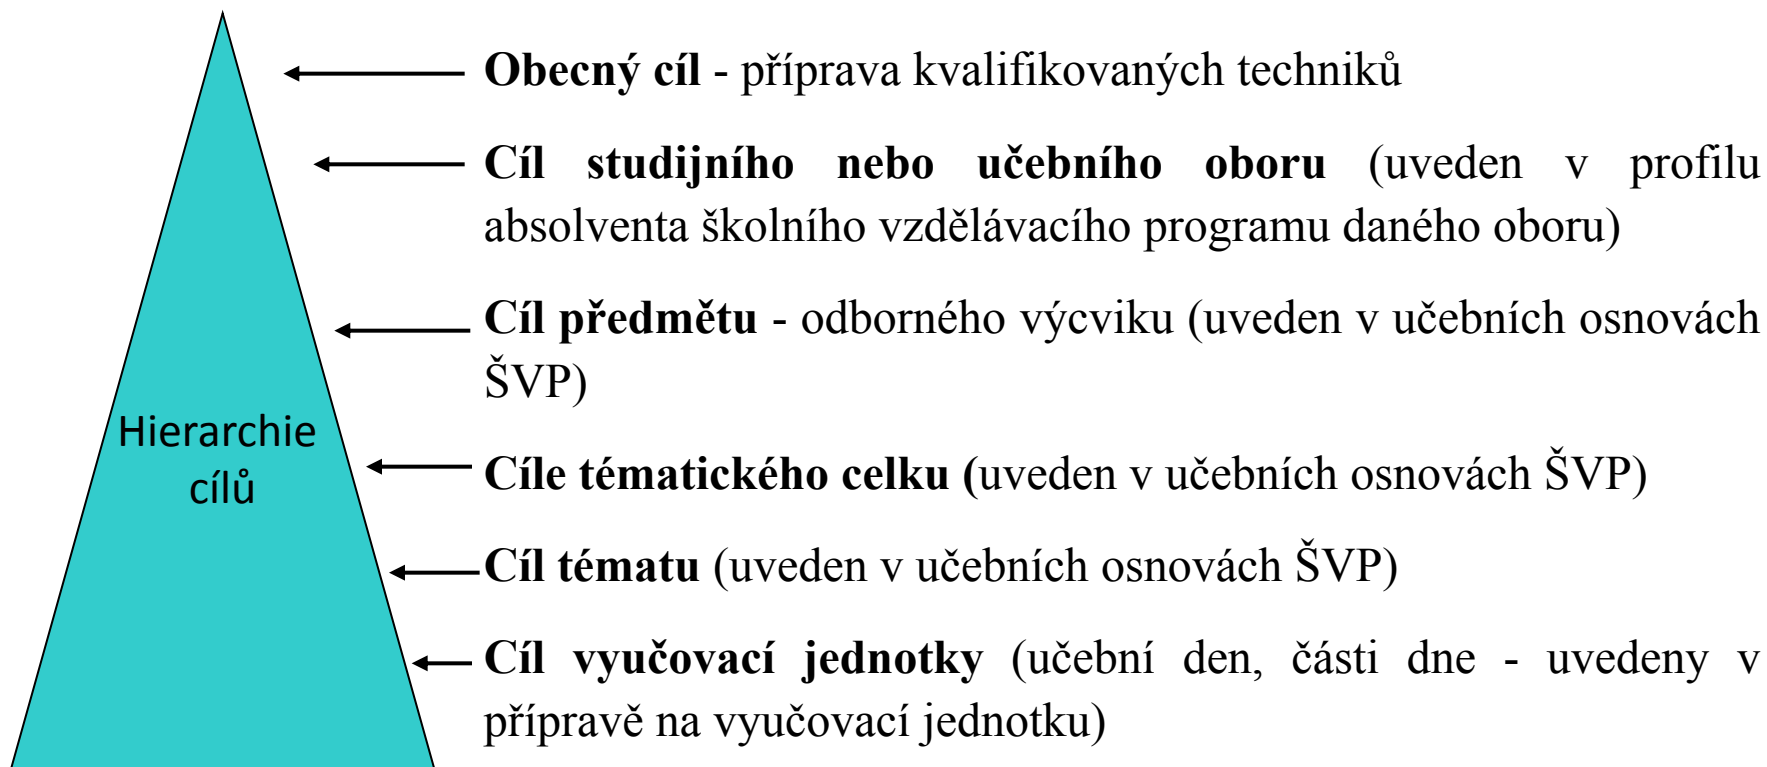 Obecný cíl - příprava kvalifikovaných techniků
Cíl studijního nebo učebního oboru (uveden v profilu
absolventa školního vzdělávacího programu daného oboru)
Cíl předmětu - odborného výcviku (uveden v učebních osnovách
ŠVP)
Hierarchie
cílů
Cíle tématického celku (uveden v učebních osnovách ŠVP)
Cíl tématu (uveden v učebních osnovách ŠVP)
Cíl vyučovací jednotky (učební den, části dne - uvedeny v
přípravě na vyučovací jednotku)